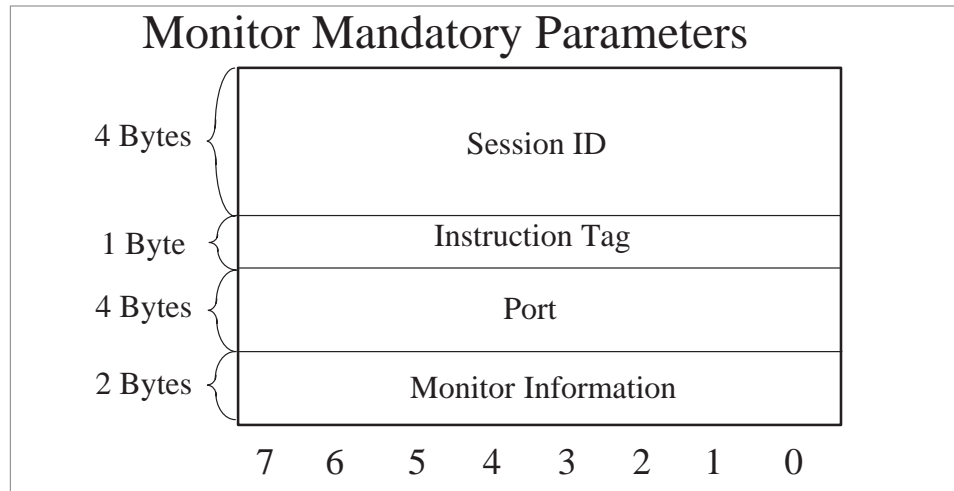 Monitor Mandatory Parameters
4 Bytes
Session ID
1 Byte
Instruction Tag
4 Bytes
Port
2 Bytes
Monitor Information
7 6 5 4 3 2 1 0